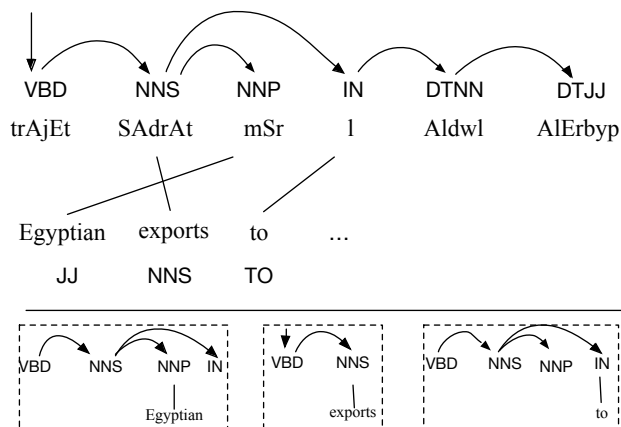 VBD NNS NNP IN DTNN DTJJ
trAjEt SAdrAt mSr l Aldwl AlErbyp
Egyptian exports to ...
JJ NNS TO
VBD NNS NNP IN
Egyptian
VBD NNS
exports
VBD NNS NNP IN
to